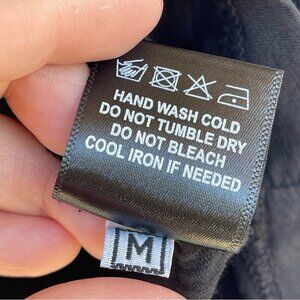 HAND WASH COLD
DO NOT TUMBLE DRY
DO NOT BLEACH
COOL IRON IF NEEDED
M